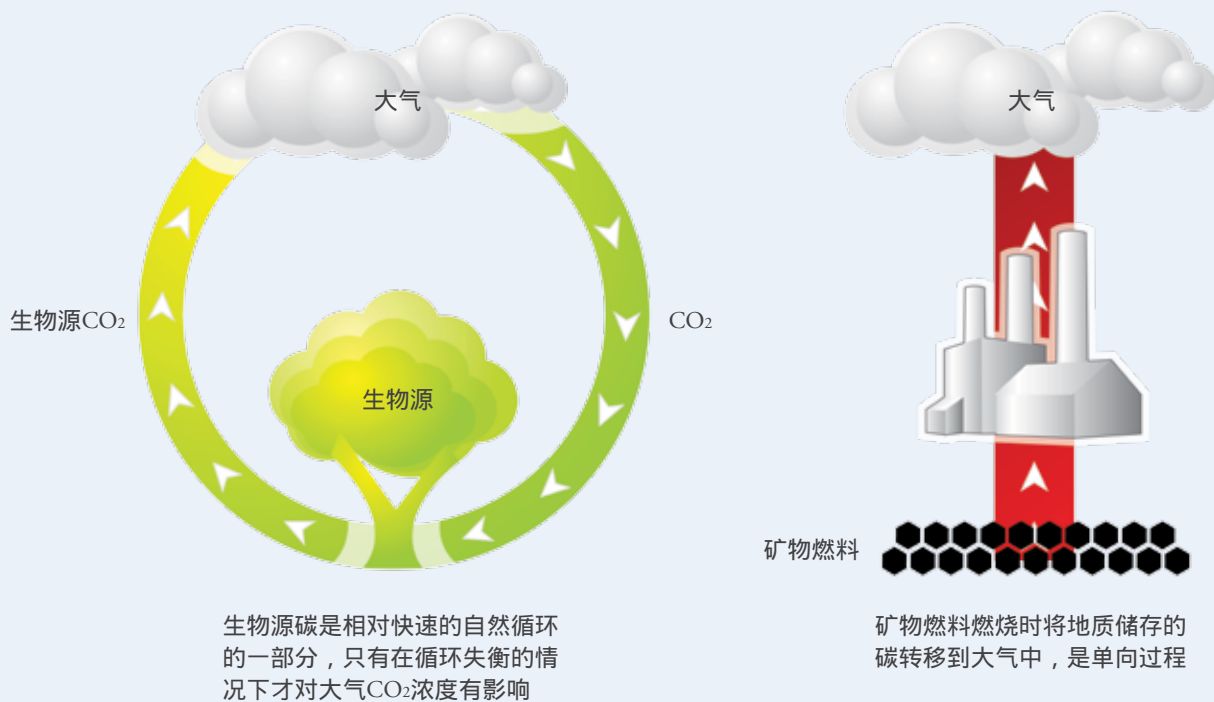 大气
生物源CO₂
CO₂
生物源
生物源碳是相对快速的自然循环
的一部分，只有在循环失衡的情
况下才对大气CO₂浓度有影响
大气
矿物燃料
矿物燃料燃烧时将地质储存的
碳转移到大气中，是单向过程